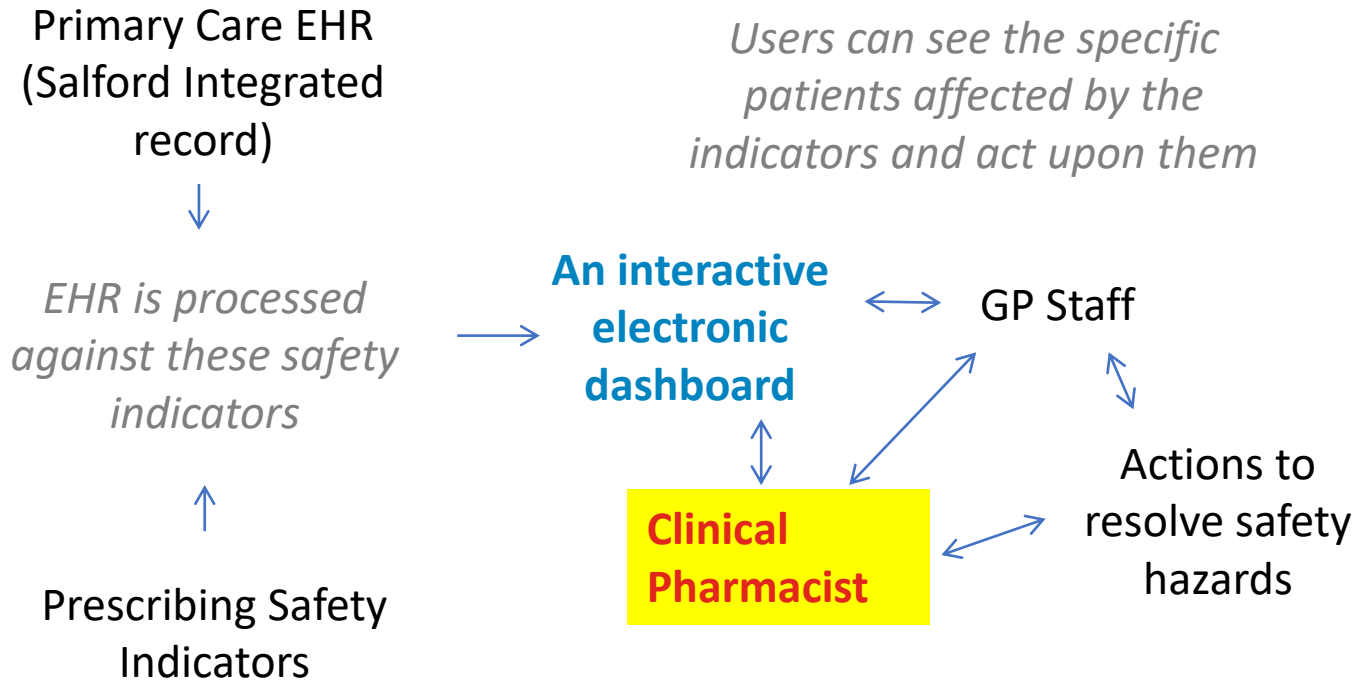 Primary Care EHR
(Salford Integrated
record)
Users can see the specific
patients affected by the
indicators and act upon them
EHR is processed
against these safety
indicators
An interactive
electronic
dashboard
GP Staff
Clinical
Pharmacist
Actions to
resolve safety
hazards
Prescribing Safety
Indicators